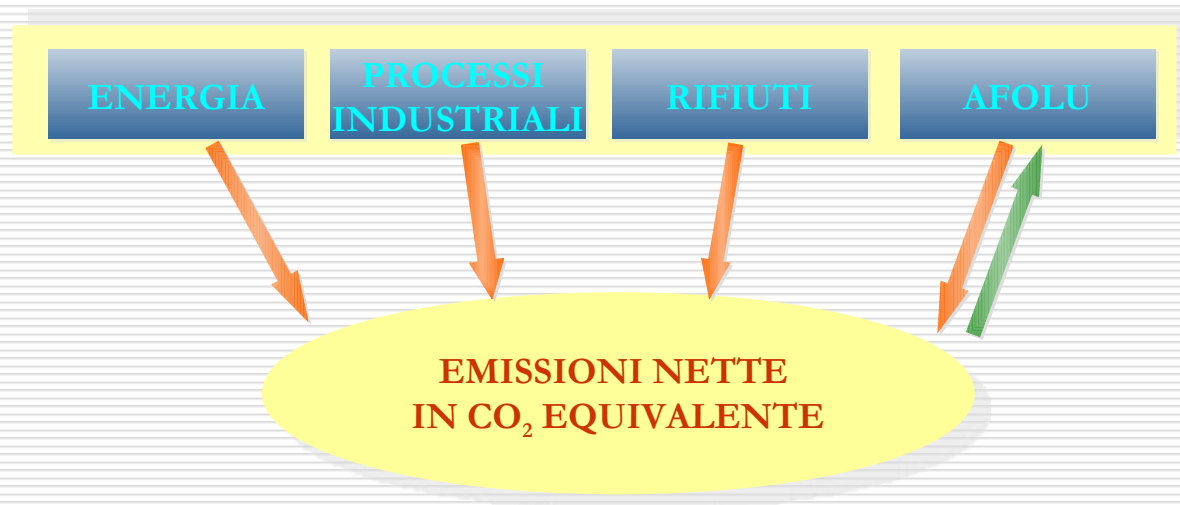 ENERGIA
PROCESSI
INDUSTRIALI
RIFIUTI
AFOLU
EMISSIONI NETTE
IN CO₂ EQUIVALENTE